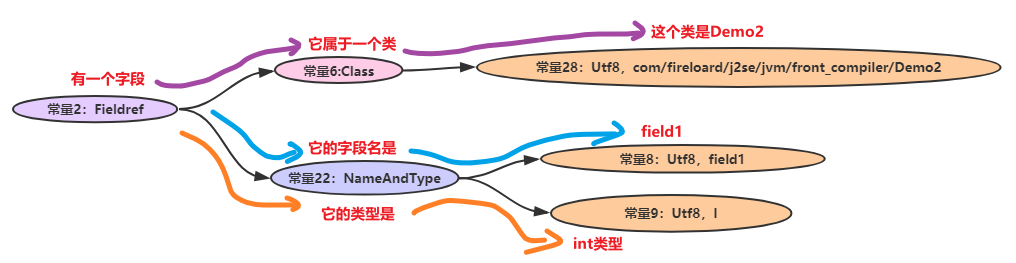 这个类是Demo2
它属于一个类
有一个字段
常量6:Class
常量28：Utf8，com/fireloard/j2se/jvm/front_compiler/Demo2
常量2：Fieldref
field1
它的字段名是
常量8：Utf8，field1
常量22：NameAndType
它的类型是
常量9：Utf8，I
int类型